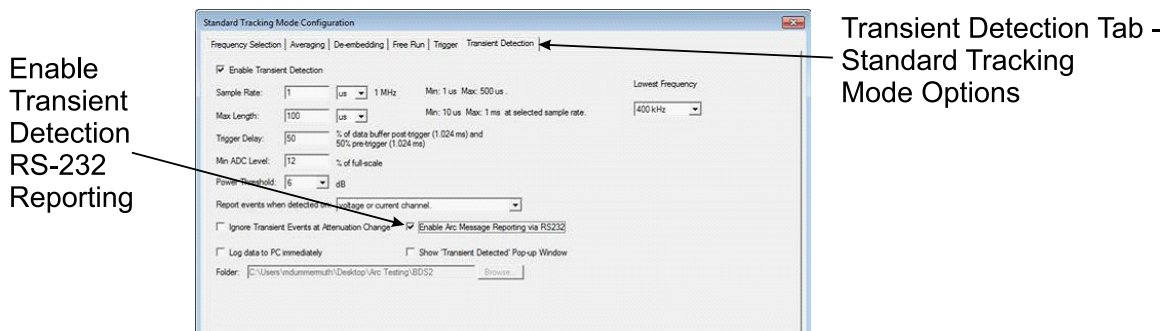 Standard Tracking Mode Configuration
Frequency Selection | Averaging | De-embedding | Free Run | Trigger | Transient Detection
Enable Transient Detection
Sample Rate: 1 us 1 MHz Min: 1 us Max: 500 us .
Lowest Frequency
400 kHz
Max Length: 100 us Min: 10 us Max: 1 ms at selected sample rate.
Trigger Delay: 50 % of data buffer post-trigger (1.024 ms) and
50% pre-trigger (1.024 ms)
Min ADC Level: 12 % of full-scale
Power Threshold: 6 dB
Report events when detected on: voltage or current channel.
Ignore Transient Events at Attenuation Change
Enable Arc Message Reporting via RS232
Log data to PC immediately
Show 'Transient Detected' Pop-up Window
Folder: C:\Users\mdummermuth\Desktop\Arc Testing\BDS2 Browse...
Enable
Transient
Detection
RS-232
Reporting
Transient Detection Tab -
Standard Tracking
Mode Options